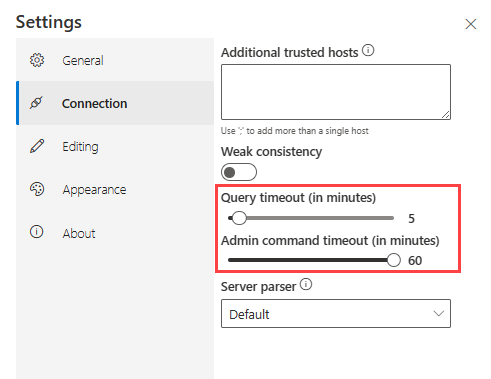 Settings
General
Connection
Editing
Appearance
About
Additional trusted hosts
Use ';' to add more than a single host
Weak consistency
Query timeout (in minutes)
5
Admin command timeout (in minutes)
60
Server parser
Default